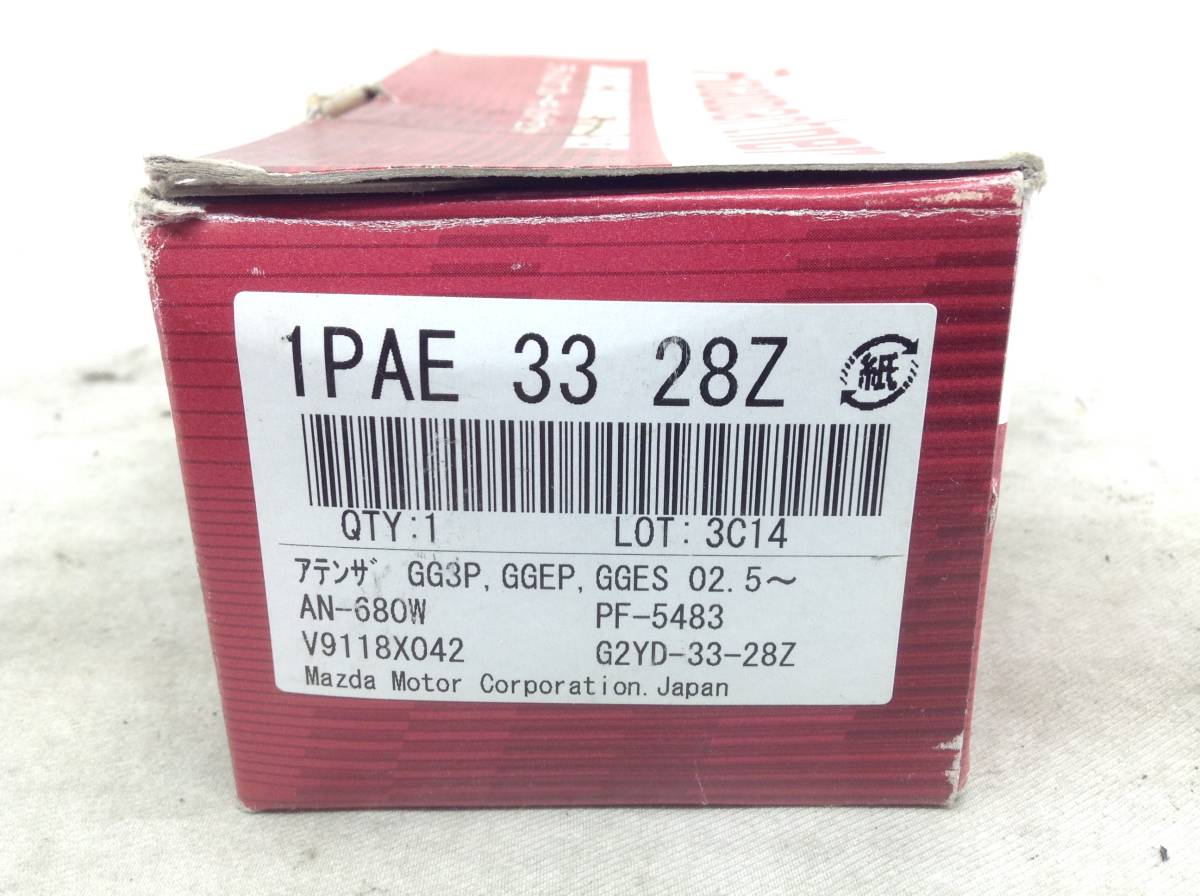 1PAE 33 28Z
紙
QTY:1 LOT: 3C14
アテンザ GG3P, GGEP, GGES 02.5～
AN-680W PF-5483
V9118X042 G2YD-33-28Z
Mazda Motor Corporation. Japan